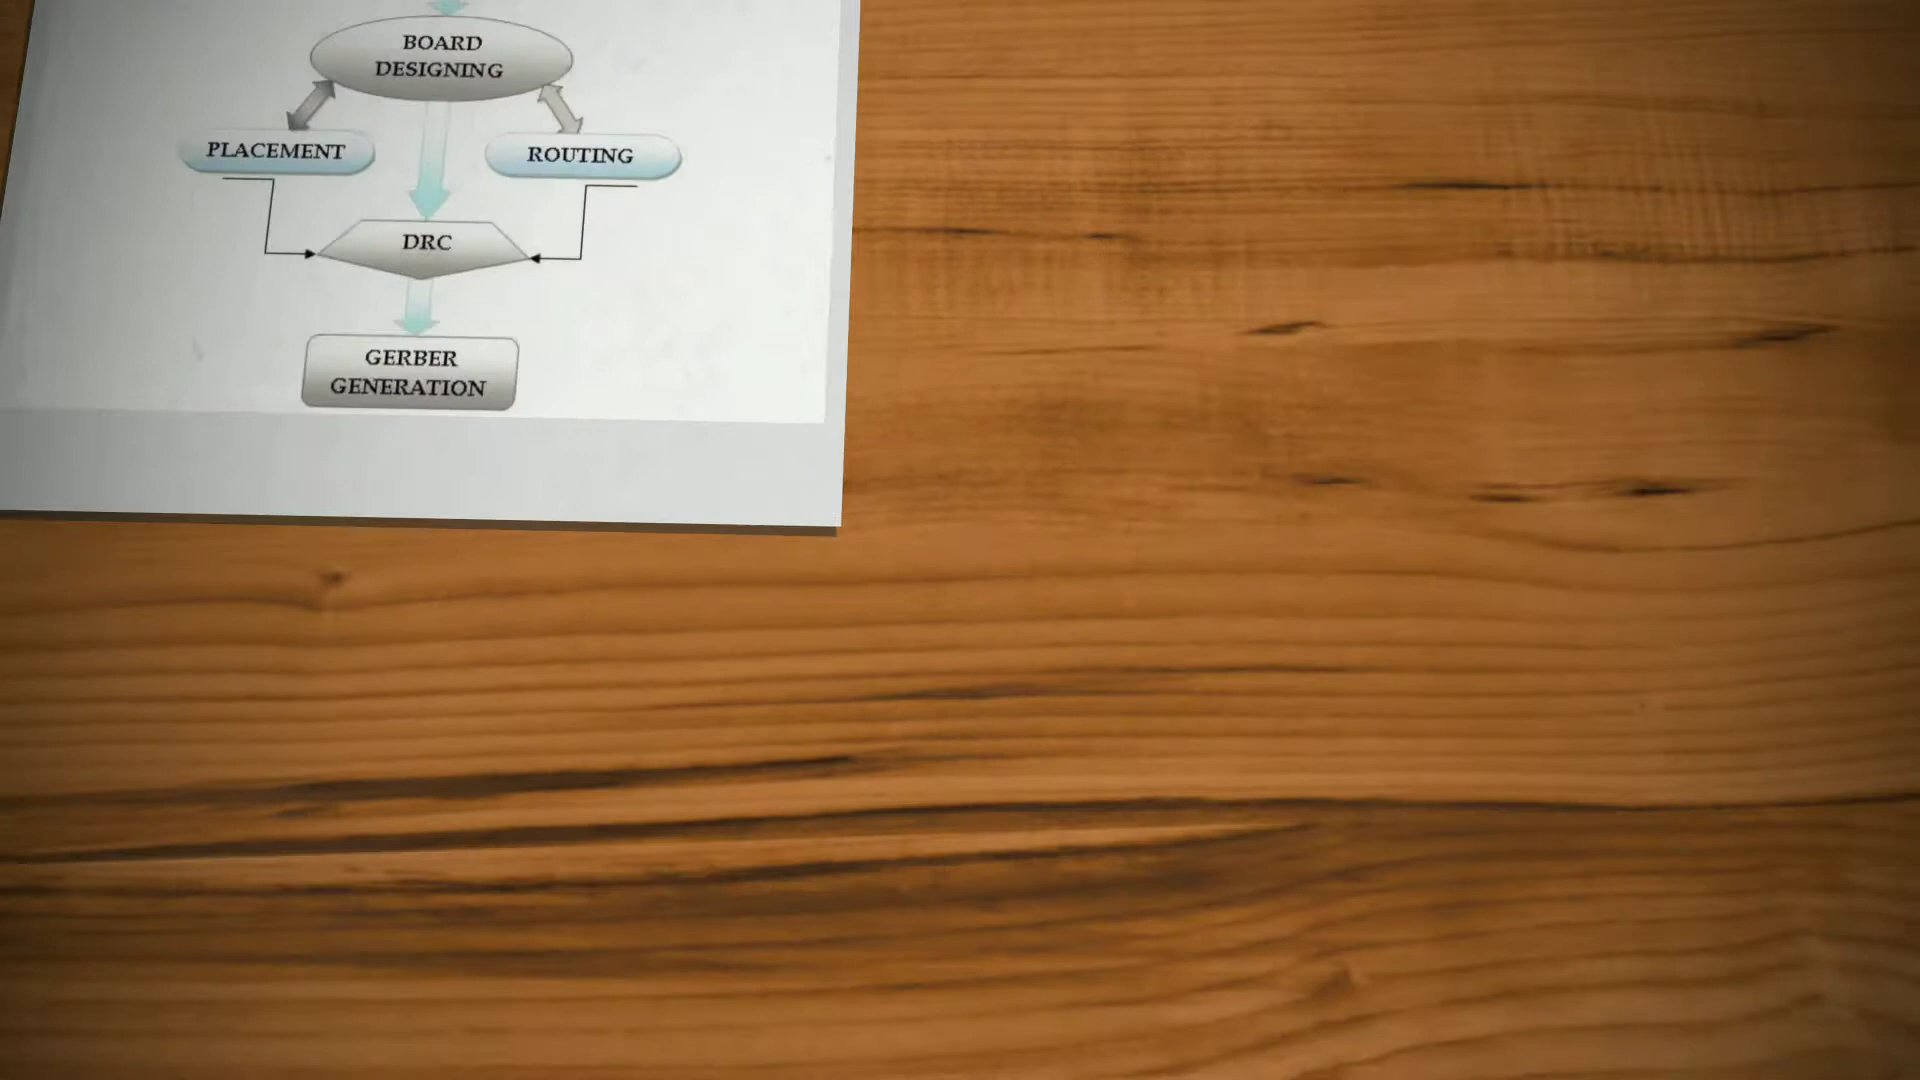 BOARD
DESIGNING
PLACEMENT
ROUTING
DRC
GERBER
GENERATION